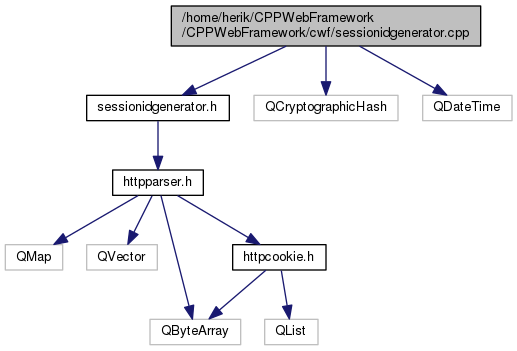 /home/herik/CPPWebFramework
/CPPWebFramework/cwf/sessionidgenerator.cpp
sessionidgenerator.h
QCryptographicHash
QDateTime
httpparser.h
QMap
QVector
httpcookie.h
QByteArray
QList